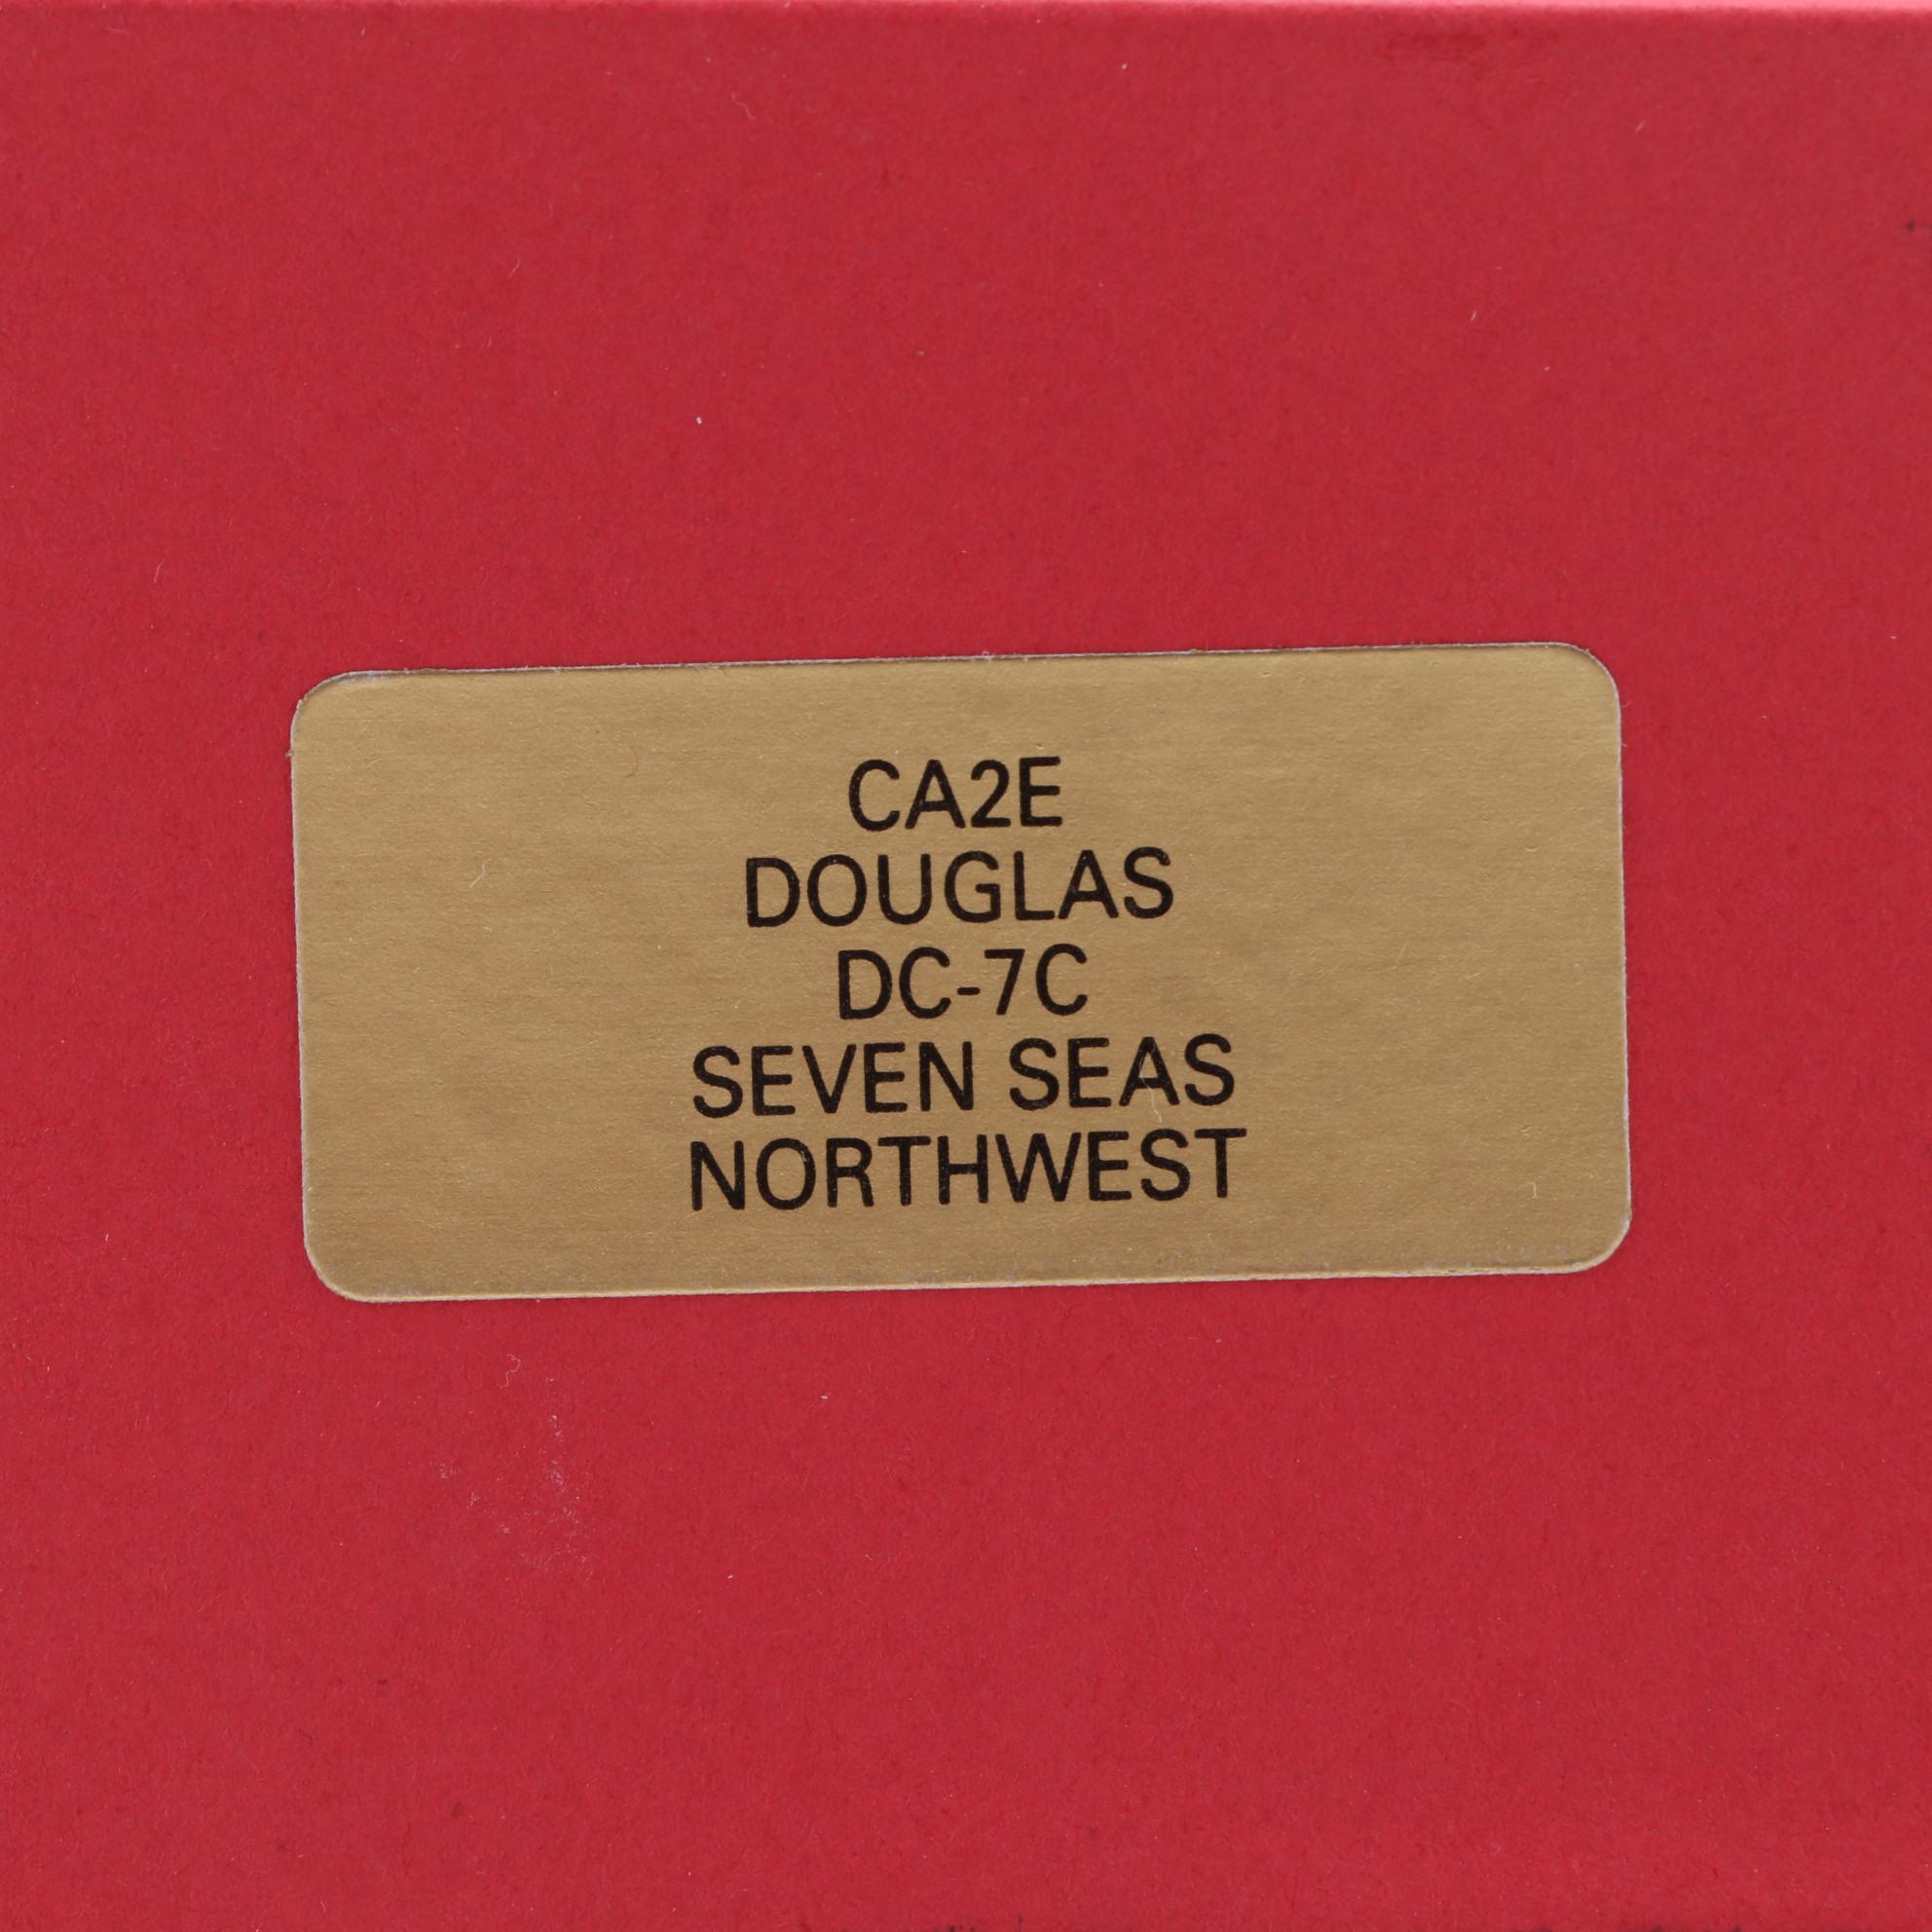 CA2E
DOUGLAS
DC-7C
SEVEN SEAS
NORTHWEST